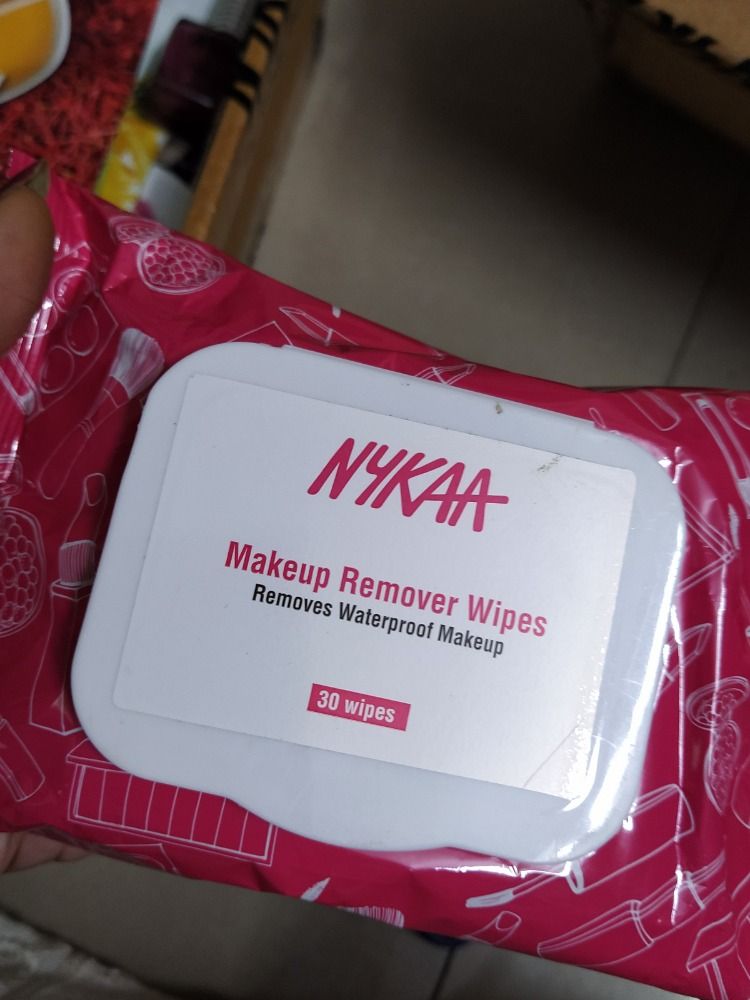 NYKAA
Makeup Remover Wipes
Removes Waterproof Makeup
30 wipes